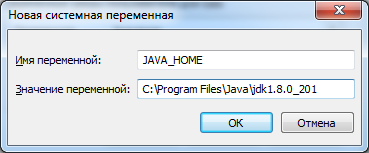 Новая системная переменная
Имя переменной: JAVA_HOME
Значение переменной: C:\Program Files\Java\jdk1.8.0_201
OK Отмена